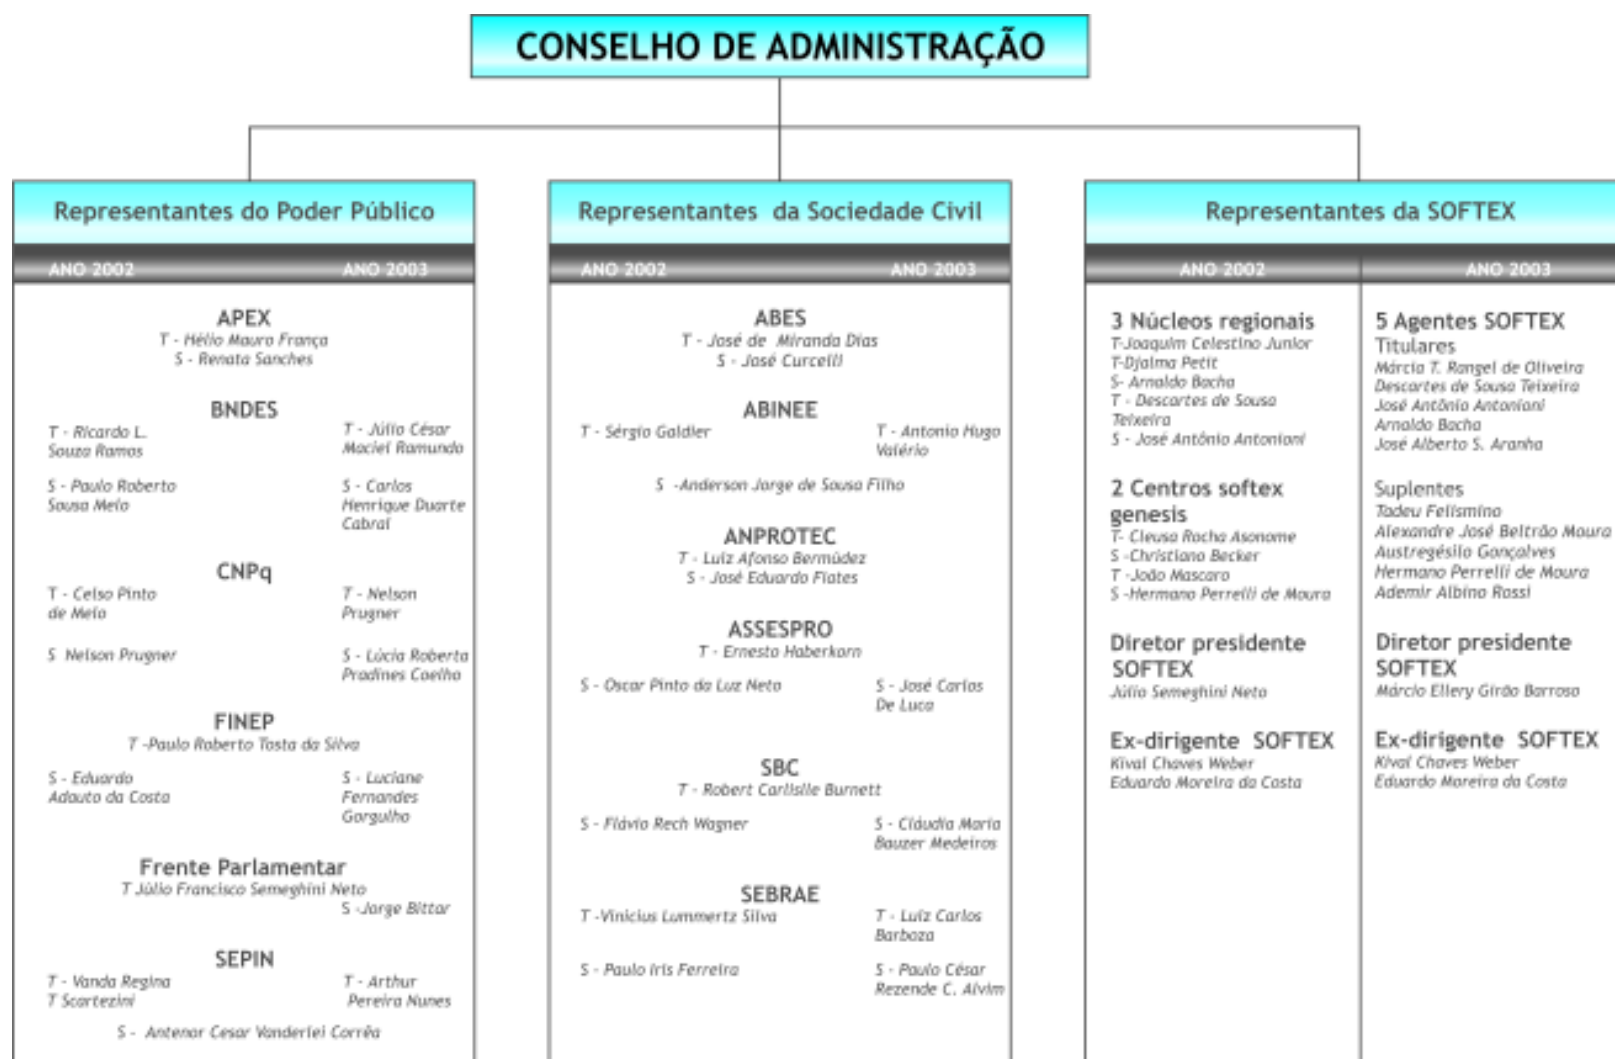 CONSELHO DE ADMINISTRAÇÃO
Representantes do Poder Público
ANO 2002 ANO 2003
APEX
T - Hélio Mauro França
S - Renata Sanches
BNDES
T - Ricardo L.
Souza Ramos
T - Júlio César
Maciel Ramundo
S - Paulo Roberto
Sousa Melo
S - Carlos
Henrique Duarte
Cabral
CNPq
T - Celso Pinto
de Melo
T - Nelson
Prugner
S Nelson Prugner
S - Lúcia Roberta
Pradines Coelho
FINEP
T -Paulo Roberto Tosta da Silva
S - Eduardo
Adauto da Costa
S - Luciane
Fernandes
Gorgulho
Frente Parlamentar
T Júlio Francisco Semeghini Neto
S -Jorge Bittar
SEPIN
T - Vanda Regina
T Scartezini
T - Arthur
Pereira Nunes
S - Antenor Cesar Vanderlei Corrêa
Representantes da Sociedade Civil
ANO 2002 ANO 2003
ABES
T - José de Miranda Dias
S - José Curcelli
ABINEE
T - Sérgio Galdier
T - Antonio Hugo
Valério
S -Anderson Jorge de Sousa Filho
ANPROTEC
T - Luiz Afonso Bermúdez
S - José Eduardo Fiates
ASSESPRO
T - Ernesto Haberkorn
S - Oscar Pinto da Luz Neto
S - José Carlos
De Luca
SBC
T - Robert Carlisile Burnett
S - Flávio Rech Wagner
S - Cláudia Maria
Bauzer Medeiros
SEBRAE
T -Vinicius Lummertz Silva
T - Luiz Carlos
Barboza
S - Paulo Iris Ferreira
S - Paulo César
Rezende C. Alvim
Representantes da SOFTEX
ANO 2002 ANO 2003
3 Núcleos regionais
T-Joaquim Celestino Junior
T-Djalma Petit
S- Arnaldo Bacha
T - Descartes de Sousa
Teixeira
S - José Antônio Antonioni
2 Centros softex
genesis
T- Cleusa Rocha Asonome
S -Christiano Becker
T -João Mascaro
S -Hermano Perrelli de Moura
Diretor presidente
SOFTEX
Júlio Semeghini Neto
Ex-dirigente SOFTEX
Kival Chaves Weber
Eduardo Moreira da Costa
5 Agentes SOFTEX
Titulares
Márcia T. Rangel de Oliveira
Descartes de Sousa Teixeira
José Antônio Antonioni
Arnaldo Bacha
José Alberto S. Aranha
Suplentes
Tadeu Felismino
Alexandre José Beltrão Moura
Austregésilo Gonçalves
Hermano Perrelli de Moura
Ademir Albino Rossi
Diretor presidente
SOFTEX
Márcio Ellery Girão Barroso
Ex-dirigente SOFTEX
Kival Chaves Weber
Eduardo Moreira da Costa